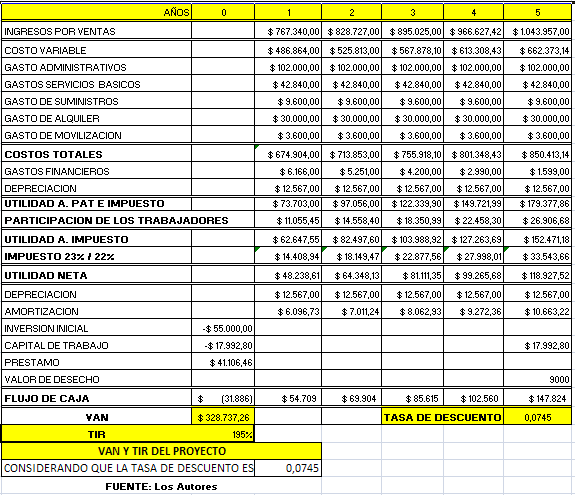 AÑOS 0 1 2 3 4 5
INGRESOS POR VENTAS $ 767.340,00 $ 828.727,00 $ 895.025,00 $ 966.627,42 $ 1.043.957,00
COSTO VARIABLE $ 486.864,00 $ 525.813,00 $ 567.878,10 $ 613.308,43 $ 662.373,14
GASTO ADMINISTRATIVOS $ 102.000,00 $ 102.000,00 $ 102.000,00 $ 102.000,00 $ 102.000,00
GASTOS SERVICIOS BASICOS $ 42.840,00 $ 42.840,00 $ 42.840,00 $ 42.840,00 $ 42.840,00
GASTO DE SUMINISTROS $ 9.600,00 $ 9.600,00 $ 9.600,00 $ 9.600,00 $ 9.600,00
GASTO DE ALQUILER $ 30.000,00 $ 30.000,00 $ 30.000,00 $ 30.000,00 $ 30.000,00
GASTO DE MOVILIZACION $ 3.600,00 $ 3.600,00 $ 3.600,00 $ 3.600,00 $ 3.600,00
COSTOS TOTALES $ 674.904,00 $ 713.853,00 $ 755.918,10 $ 801.348,43 $ 850.413,14
GASTOS FINANCIEROS $ 6.166,00 $ 5.251,00 $ 4.200,00 $ 2.990,00 $ 1.599,00
DEPRECIACION $ 12.567,00 $ 12.567,00 $ 12.567,00 $ 12.567,00 $ 12.567,00
UTILIDAD A. PAT E IMPUESTO $ 73.703,00 $ 97.056,00 $ 122.339,90 $ 149.721,99 $ 179.377,86
PARTICIPACION DE LOS TRABAJADORES $ 11.055,45 $ 14.558,40 $ 18.350,99 $ 22.458,30 $ 26.906,68
UTILIDAD A. IMPUESTO $ 62.647,55 $ 82.497,60 $ 103.988,92 $ 127.263,69 $ 152.471,18
IMPUESTO 23% / 22% $ 14.408,94 $ 18.149,47 $ 22.877,56 $ 27.998,01 $ 33.543,66
UTILIDAD NETA $ 48.238,61 $ 64.348,13 $ 81.111,35 $ 99.265,68 $ 118.927,52
DEPRECIACION $ 12.567,00 $ 12.567,00 $ 12.567,00 $ 12.567,00 $ 12.567,00
AMORTIZACION $ 6.096,73 $ 7.011,24 $ 8.062,93 $ 9.272,36 $ 10.663,22
INVERSION INICIAL -$ 55.000,00
CAPITAL DE TRABAJO -$ 17.992,80 $ 17.992,80
PRESTAMO $ 41.106,46
VALOR DE DESECHO 9000
FLUJO DE CAJA $ (31.886) $ 54.709 $ 69.904 $ 85.615 $ 102.560 $ 147.824
VAN $ 328.737,26 TASA DE DESCUENTO 0,0745
TIR 195%
VAN Y TIR DEL PROYECTO
CONSIDERANDO QUE LA TASA DE DESCUENTO ES 0,0745
FUENTE: Los Autores